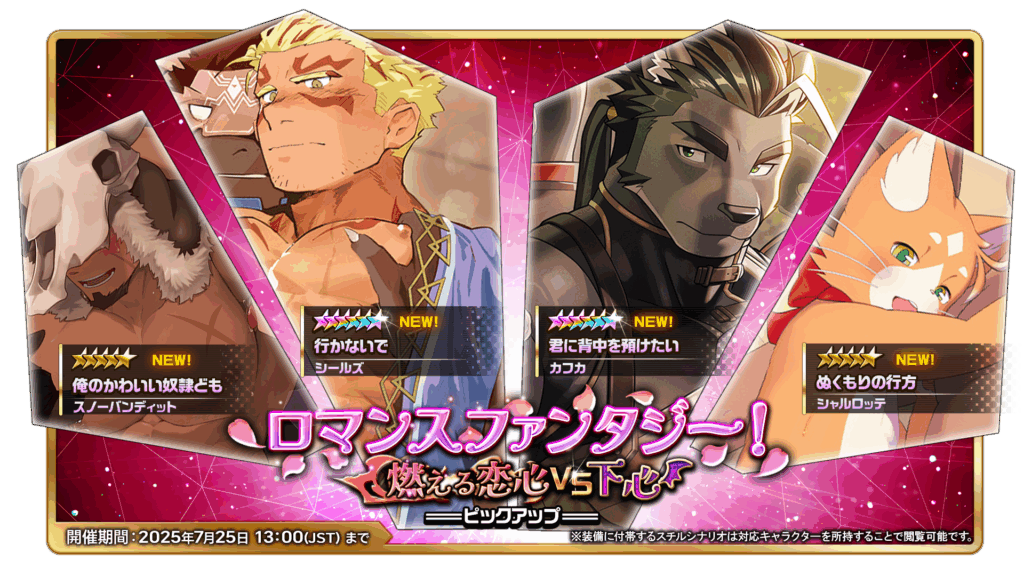 NEW!
行かないで
シールズ
NEW!
君に背中を預けたい
カフカ
NEW!
俺のかわいい奴隷ども
スノーバンディット
NEW!
ぬくもりの行方
シャルロッテ
ロマンスファンタジー!
燃える恋心VS下心
ピックアップ
開催期間:2025年7月25日 13:00(JST) まで
※装備に付帯するスチルシナリオは対応キャラクターを所持することで閲覧可能です。